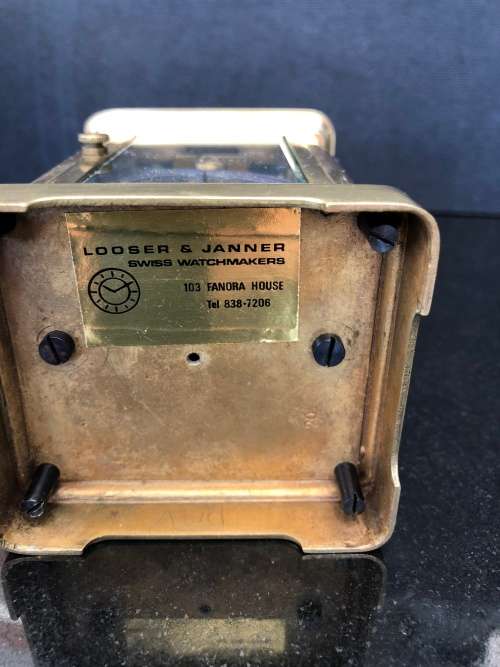 LOOSER & JANNER
SWISS WATCHMAKERS
103 FANORA HOUSE
Tel 838-7206